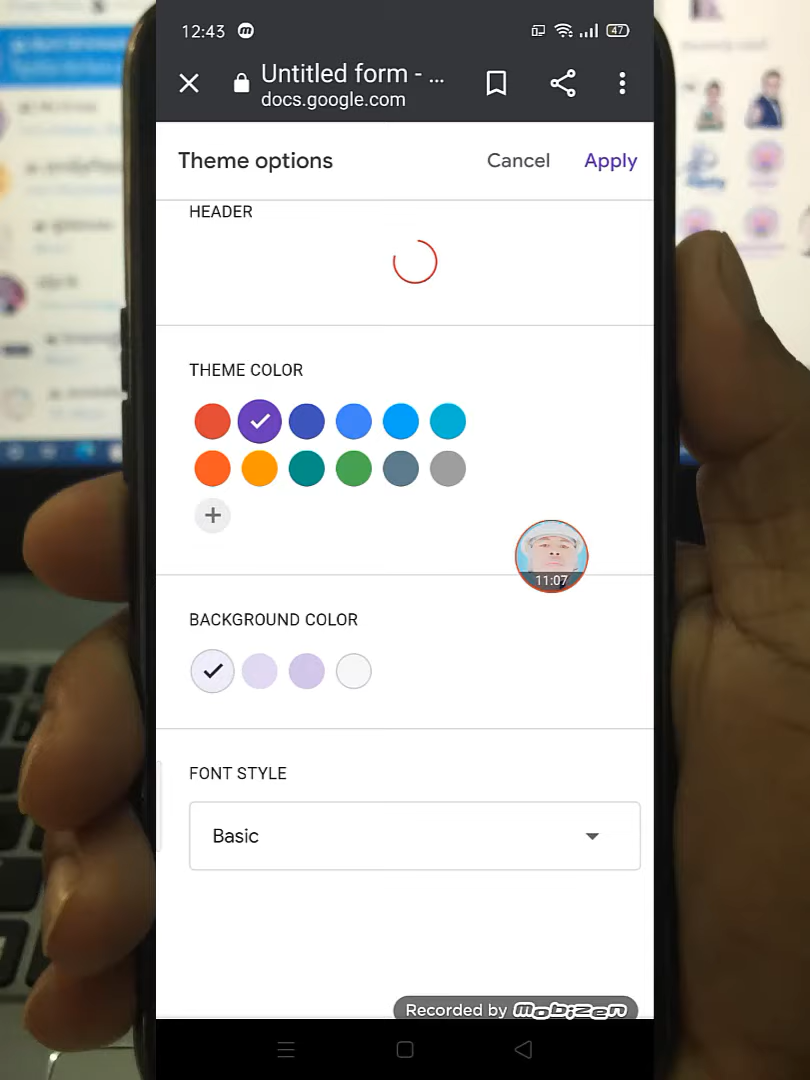 12:43
47
Untitled form - ...
docs.google.com
Theme options
Cancel
Apply
HEADER
THEME COLOR
11:07
BACKGROUND COLOR
FONT STYLE
Basic
Recorded by mobizen